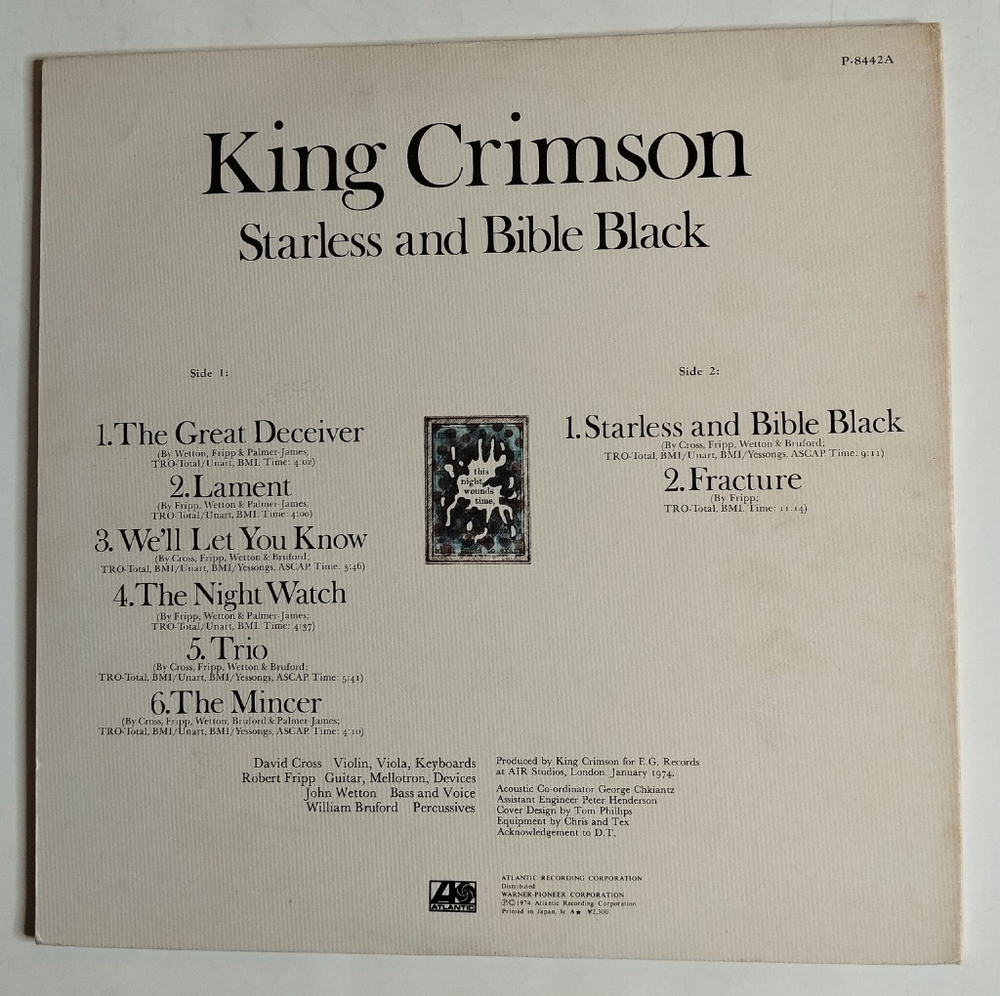 P-8442A
King Crimson
Starless and Bible Black
Side 1:
1.The Great Deceiver
(By Wetton, Fripp & Palmer-James;
TRO-Total/Unart, BMI. Time: 4:02)
2.Lament
(By Fripp, Wetton & Palmer-James;
TRO-Total/Unart, BMI. Time: 4:00)
3.We'll Let You Know
(By Cross, Fripp, Wetton & Bruford;
TRO-Total, BMI/Unart, BMI/Yessongs, ASCAP. Time: 3:46)
4.The Night Watch
(By Fripp, Wetton & Palmer-James;
TRO-Total/Unart, BMI. Time: 4:37)
5. Trio
(By Cross, Fripp, Wetton & Bruford;
TRO-Total, BMI/Unart, BMI/Yessongs, ASCAP. Time: 5:41)
6.The Mincer
(By Cross, Fripp, Wetton, Bruford & Palmer-James;
TRO-Total, BMI/Unart, BMI/Yessongs, ASCAP. Time: 4:10)
this
night
wounds
time,
Side 2:
1.Starless and Bible Black
(By Cross, Fripp, Wetton & Bruford;
TRO-Total, BMI/Unart, BMI/Yessongs, ASCAP. Time: 9:11)
2.Fracture
(By Fripp;
TRO-Total, BMI. Time: 11:14)
David Cross Violin, Viola, Keyboards
Robert Fripp Guitar, Mellotron, Devices
John Wetton Bass and Voice
William Bruford Percussives
Produced by King Crimson for E.G. Records
at AIR Studios, London. January 1974.
Acoustic Co-ordinator George Chkiantz
Assistant Engineer Peter Henderson
Cover Design by Tom Phillips
Equipment by Chris and Tex
Acknowledgement to D.T.
ATLANTIC
ATLANTIC RECORDING CORPORATION
Distributed
WARNER-PIONEER CORPORATION
ⓅⒸ1974 Atlantic Recording Corporation
Printed in Japan, Ie A★ ¥2,300